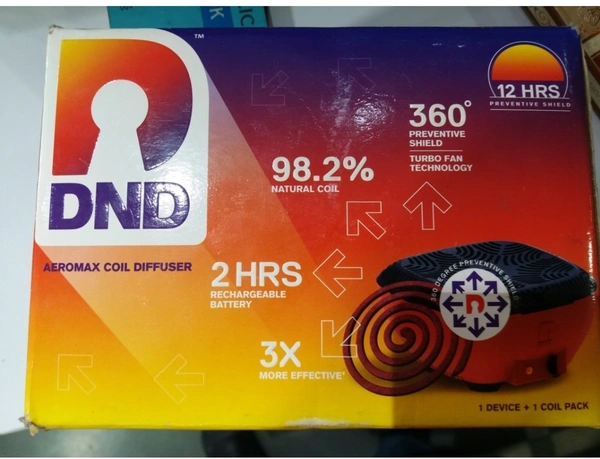 ™
DND
AEROMAX COIL DIFFUSER
12 HRS
PREVENTIVE SHIELD
360°
PREVENTIVE
SHIELD
TURBO FAN
TECHNOLOGY
98.2%
NATURAL COIL
2 HRS
RECHARGEABLE
BATTERY
3X
MORE EFFECTIVE
360 DEGREE PREVENTIVE SHIELD
1 DEVICE + 1 COIL PACK